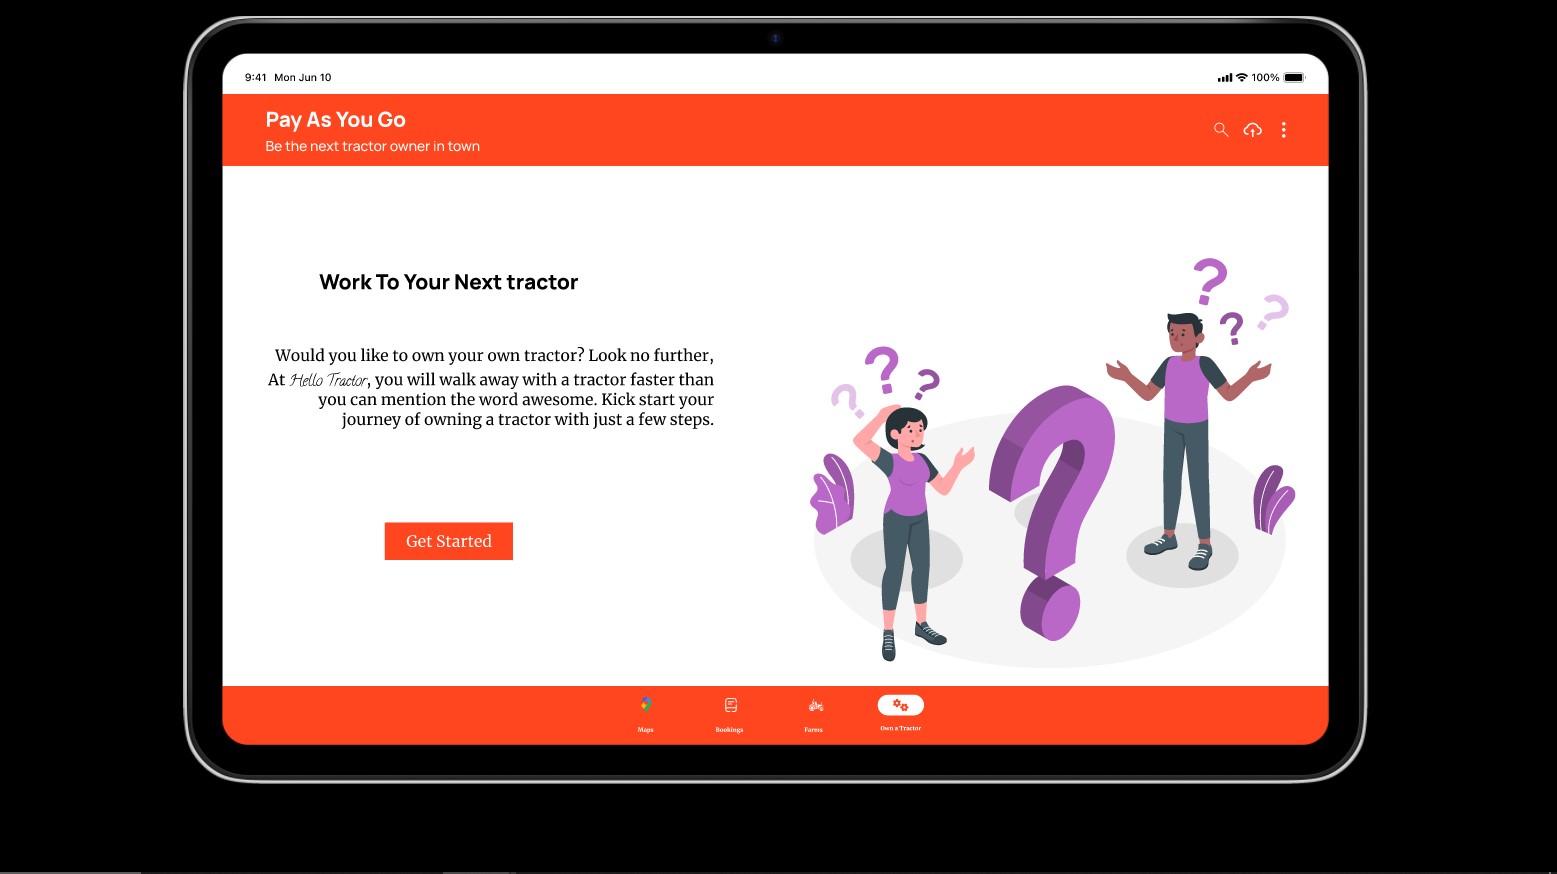 9:41 Mon Jun 10
100%
Pay As You Go
Be the next tractor owner in town
Work To Your Next tractor
Would you like to own your own tractor? Look no further,
At Hello Tractor, you will walk away with a tractor faster than
you can mention the word awesome. Kick start your
journey of owning a tractor with just a few steps.
Get Started
Maps
Bookings
Farms
Own a Tractor